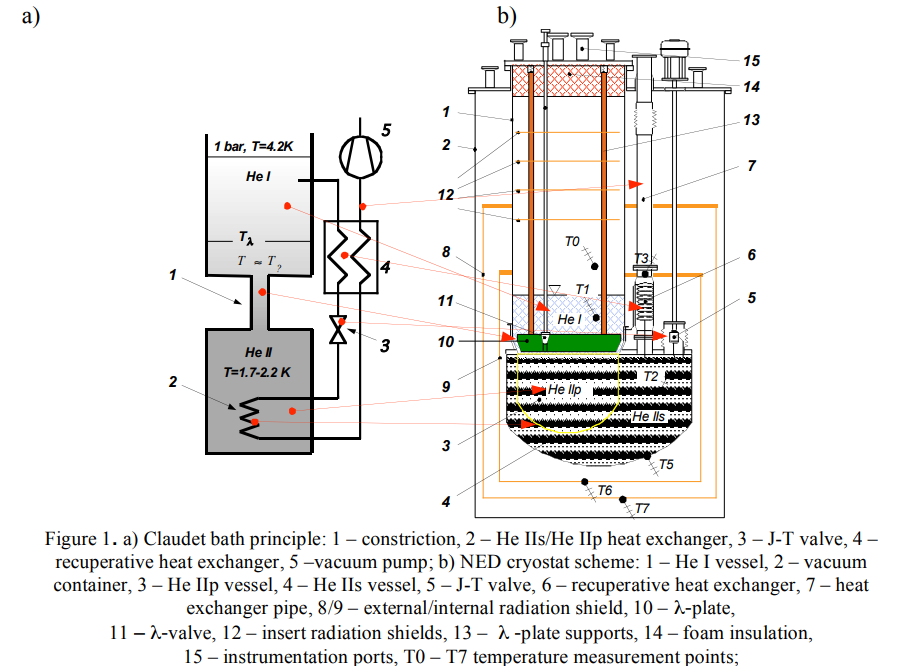 a)
b)
15
14
1
13
2
5
1 bar, T=4.2K
He I
12
7
Tλ
T ≈ T?
T0
8
T3
6
4
1
T1
11
5
He I
10
3
He II
T=1.7-2.2 K
T2
2
9
He IIp
He IIs
3
T5
4
T6
T7
Figure 1. a) Claudet bath principle: 1 – constriction, 2 – He IIs/He IIp heat exchanger, 3 – J-T valve, 4 –
recuperative heat exchanger, 5 –vacuum pump; b) NED cryostat scheme: 1 – He I vessel, 2 – vacuum
container, 3 – He IIp vessel, 4 – He IIs vessel, 5 – J-T valve, 6 – recuperative heat exchanger, 7 – heat
exchanger pipe, 8/9 – external/internal radiation shield, 10 – λ-plate,
11 – λ-valve, 12 – insert radiation shields, 13 – λ -plate supports, 14 – foam insulation,
15 – instrumentation ports, T0 – T7 temperature measurement points;